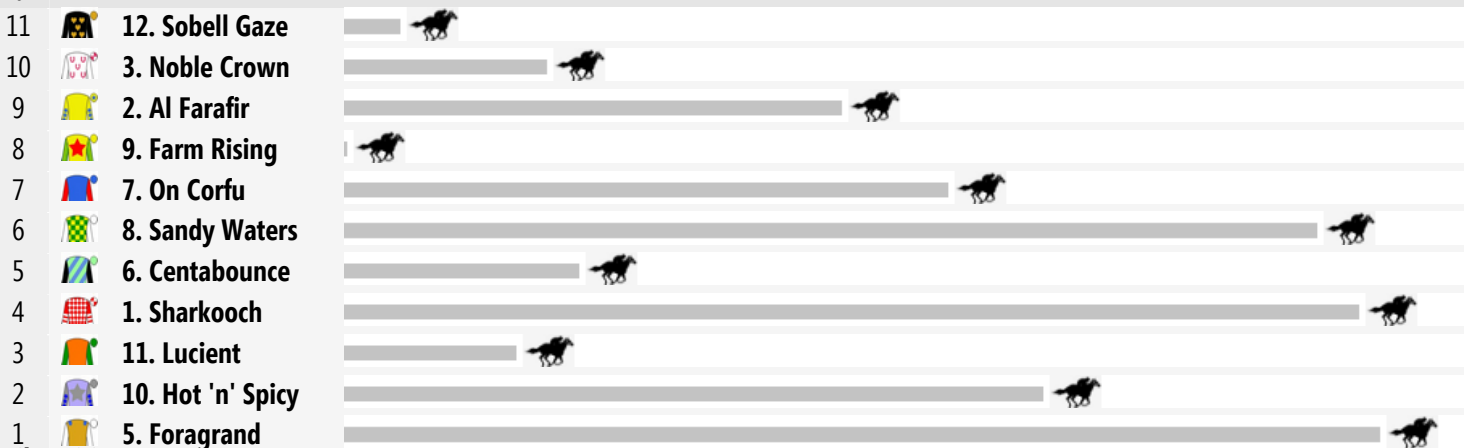 11 12. Sobell Gaze
10 3. Noble Crown
9 2. Al Farafir
8 9. Farm Rising
7 7. On Corfu
6 8. Sandy Waters
5 6. Centabounce
4 1. Sharkooch
3 11. Lucient
2 10. Hot 'n' Spicy
1 5. Foragrand